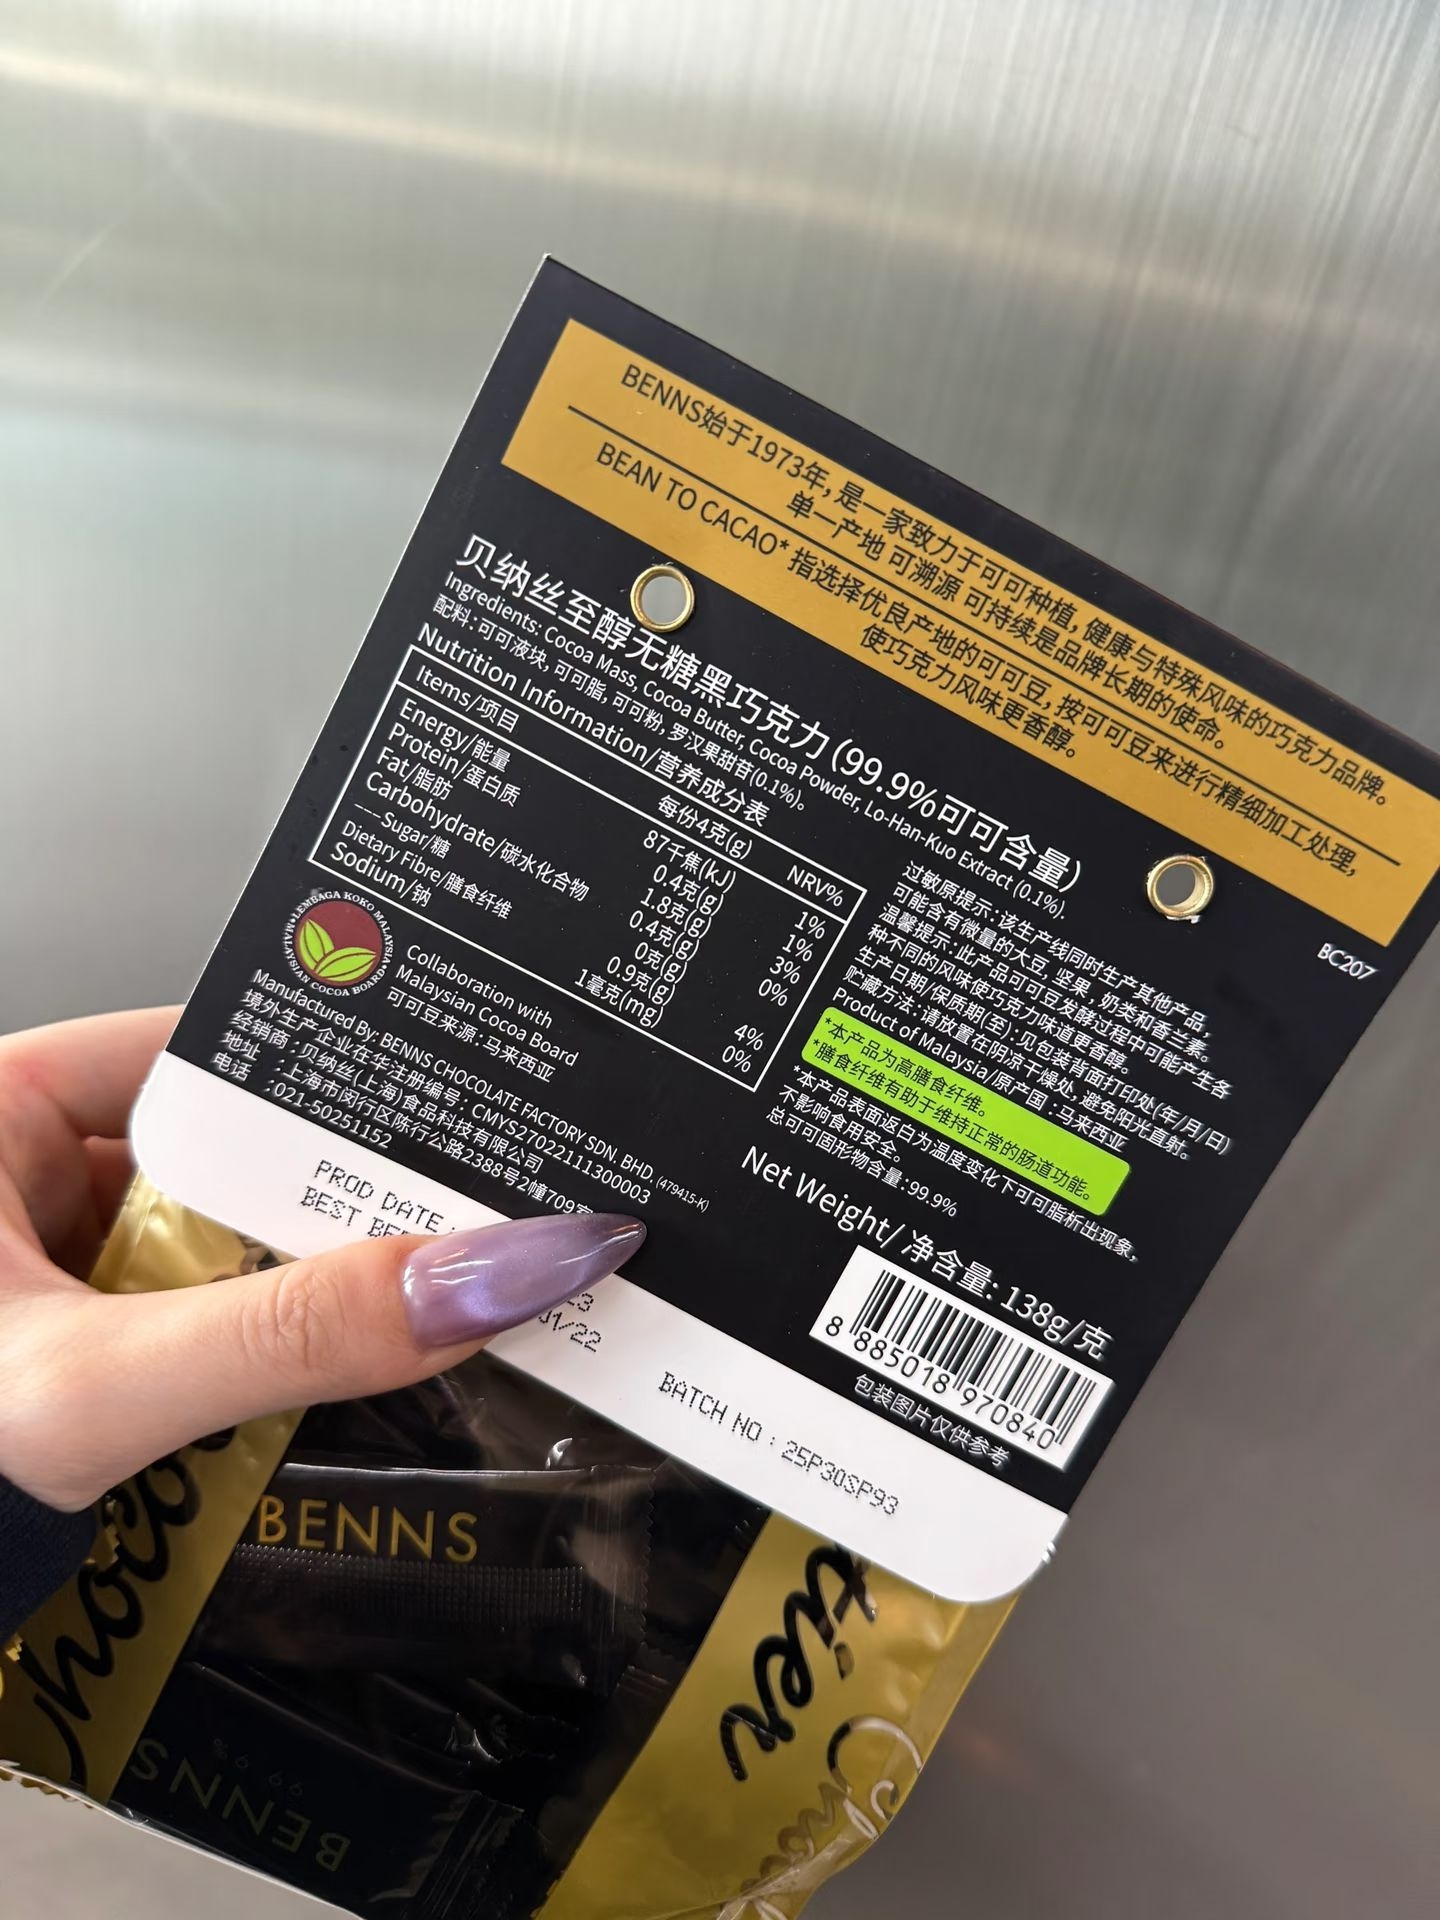 BENNS始于1973年, 是一家致力于可可种植, 健康与特殊风味的巧克力品牌。
单一产地 可溯源 可持续是品牌长期的使命。
BEAN TO CACAO* 指选择优良产地的可可豆, 按可可豆来进行精细加工处理,
使巧克力风味更香醇。
BC207
贝纳丝至醇无糖黑巧克力 (99.9%可可含量)
Ingredients: Cocoa Mass, Cocoa Butter, Cocoa Powder, Lo-Han-Kuo Extract (0.1%).
配料:可可液块, 可可脂, 可可粉, 罗汉果甜苷(0.1%)。
Nutrition Information/营养成分表
Items/项目 每份4克(g) NRV%
Energy/能量 87千焦(kJ) 1%
Protein/蛋白质 0.4克(g) 1%
Fat/脂肪 1.8克(g) 3%
Carbohydrate/碳水化合物 0.4克(g) 0%
—Sugar/糖 0克(g)
Dietary Fibre/膳食纤维 0.9克(g) 4%
Sodium/钠 1毫克(mg) 0%
LEMBAGA KOKO MALAYSIA
MALAYSIAN COCOA BOARD
Collaboration with
Malaysian Cocoa Board
可可豆来源:马来西亚
Manufactured By: BENNS CHOCOLATE FACTORY SDN. BHD. (479415-K)
境外生产企业在华注册编号: CMYS27022111300003
经销商 : 贝纳丝(上海)食品科技有限公司
地址 : 上海市闵行区陈行公路2388号2幢709室
电话 : 021-50251152
过敏原提示:该生产线同时生产其他产品,
可能含有微量的大豆, 坚果, 奶类和香兰素。
温馨提示:此产品可可豆发酵过程中可能产生各
种不同的风味使巧克力味道更香醇。
生产日期/保质期(至):见包装背面打印处(年/月/日)
贮藏方法:请放置在阴凉干燥处, 避免阳光直射。
Product of Malaysia/原产国 : 马来西亚
*本产品为高膳食纤维。
*膳食纤维有助于维持正常的肠道功能。
*本产品表面返白为温度变化下可可脂析出现象,
不影响食用安全。
总可可固形物含量:99.9%
Net Weight/ 净含量: 138g/克
8 885018 970840
包装图片仅供参考
PROD DATE :
BEST BE
23
01/22
BATCH NO : 25P30SP93
BENNS
tier
99.9%
BENNS